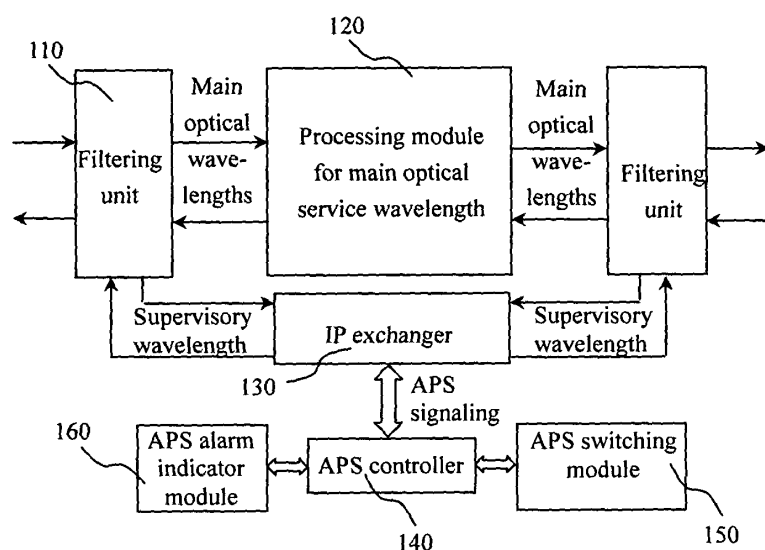 110
120
Main
optical
wave-
lengths
Processing module
for main optical
service wavelength
Main
optical
wave-
lengths
Filtering
unit
Filtering
unit
Supervisory
wavelength
IP exchanger
Supervisory
wavelength
130
APS
signaling
160
APS alarm
indicator
module
APS controller
APS switching
module
140
150